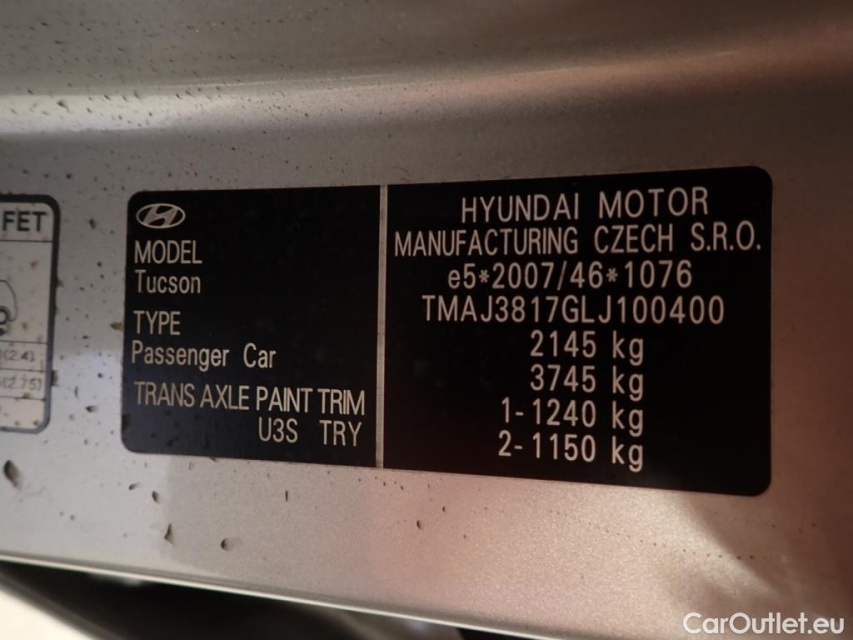 FET
MODEL
Tucson
TYPE
Passenger Car
TRANS AXLE PAINT TRIM
U3S TRY
HYUNDAI MOTOR
MANUFACTURING CZECH S.R.O.
e5*2007/46*1076
TMAJ3817GLJ100400
2145 kg
3745 kg
1-1240 kg
2-1150 kg
CarOutlet.eu